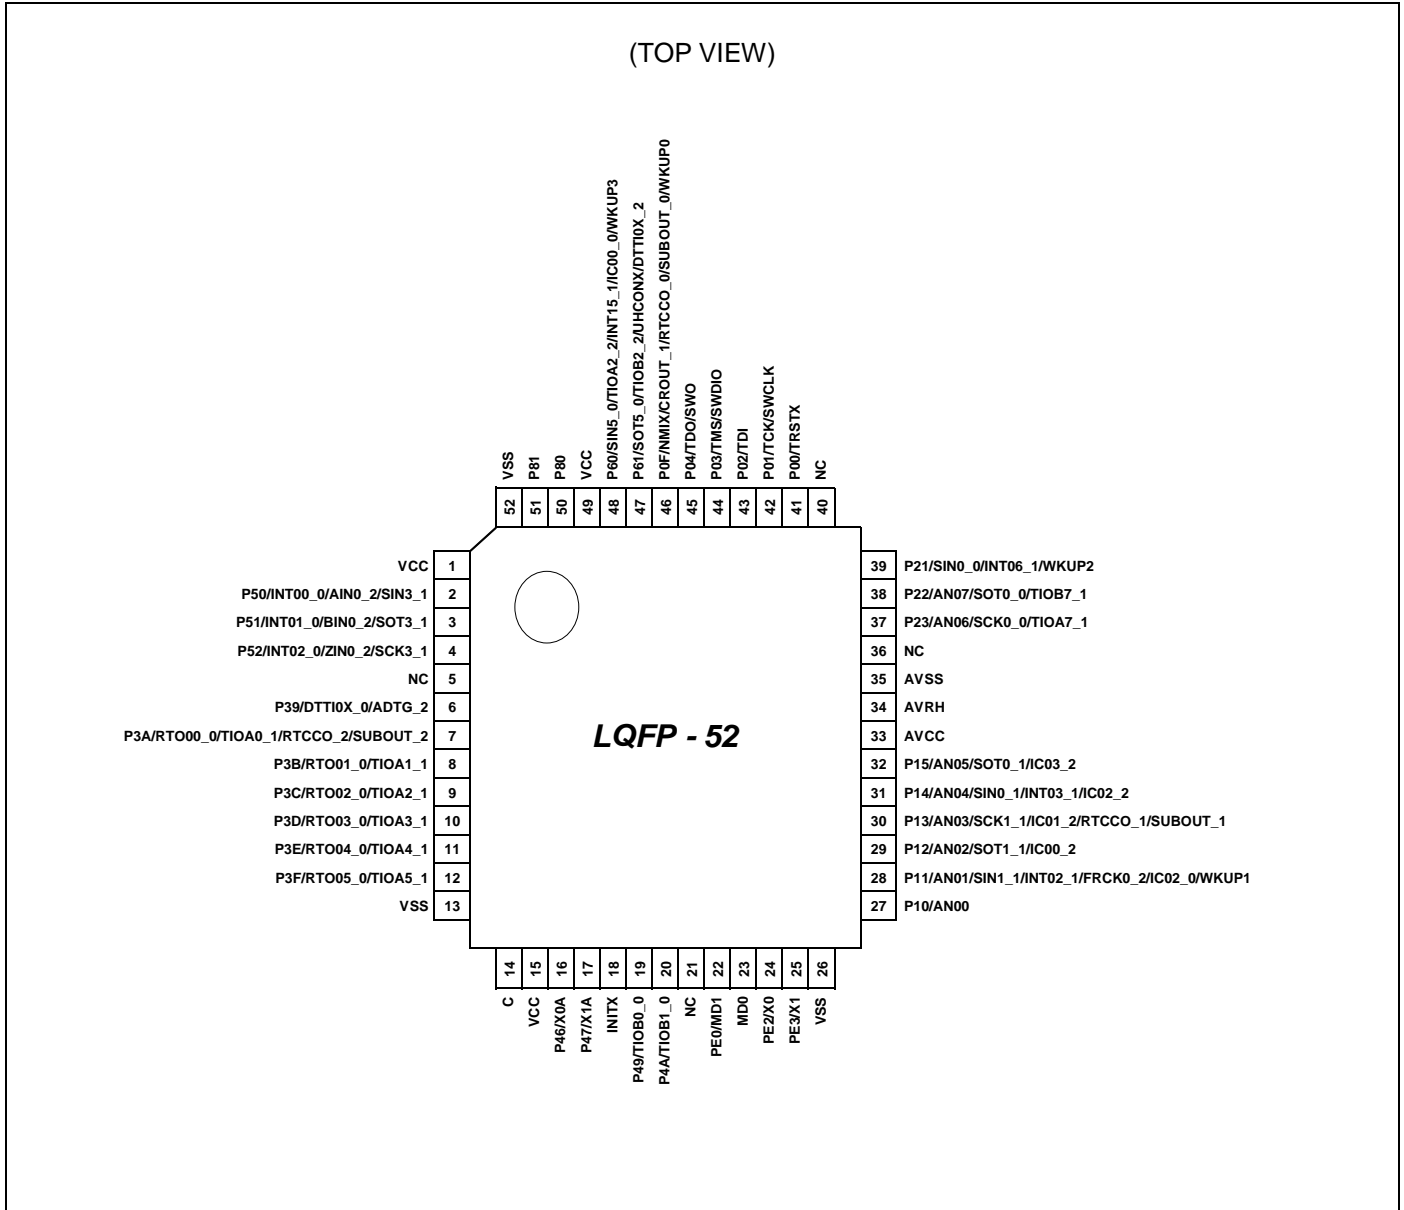 (TOP VIEW)
VSS
P81
P80
VCC
P60/SIN5_0/TIOA2_2/INT15_1/IC00_0/WKUP3
P61/SOT5_0/TIOB2_2/UHCONX/DTTI0X_2
P0F/NMIX/CROUT_1/RTCCO_0/SUBOUT_0/WKUP0
P04/TDO/SWO
P03/TMS/SWDIO
P02/TDI
P01/TCK/SWCLK
P00/TRSTX
NC
52 51 50 49 48 47 46 45 44 43 42 41 40
VCC 1
P50/INT00_0/AIN0_2/SIN3_1 2
P51/INT01_0/BIN0_2/SOT3_1 3
P52/INT02_0/ZIN0_2/SCK3_1 4
NC 5
P39/DTTI0X_0/ADTG_2 6
P3A/RTO00_0/TIOA0_1/RTCCO_2/SUBOUT_2 7
P3B/RTO01_0/TIOA1_1 8
P3C/RTO02_0/TIOA2_1 9
P3D/RTO03_0/TIOA3_1 10
P3E/RTO04_0/TIOA4_1 11
P3F/RTO05_0/TIOA5_1 12
VSS 13
LQFP - 52
39 P21/SIN0_0/INT06_1/WKUP2
38 P22/AN07/SOT0_0/TIOB7_1
37 P23/AN06/SCK0_0/TIOA7_1
36 NC
35 AVSS
34 AVRH
33 AVCC
32 P15/AN05/SOT0_1/IC03_2
31 P14/AN04/SIN0_1/INT03_1/IC02_2
30 P13/AN03/SCK1_1/IC01_2/RTCCO_1/SUBOUT_1
29 P12/AN02/SOT1_1/IC00_2
28 P11/AN01/SIN1_1/INT02_1/FRCK0_2/IC02_0/WKUP1
27 P10/AN00
14 15 16 17 18 19 20 21 22 23 24 25 26
C
VCC
P46/X0A
P47/X1A
INITX
P49/TIOB0_0
P4A/TIOB1_0
NC
PE0/MD1
MD0
PE2/X0
PE3/X1
VSS